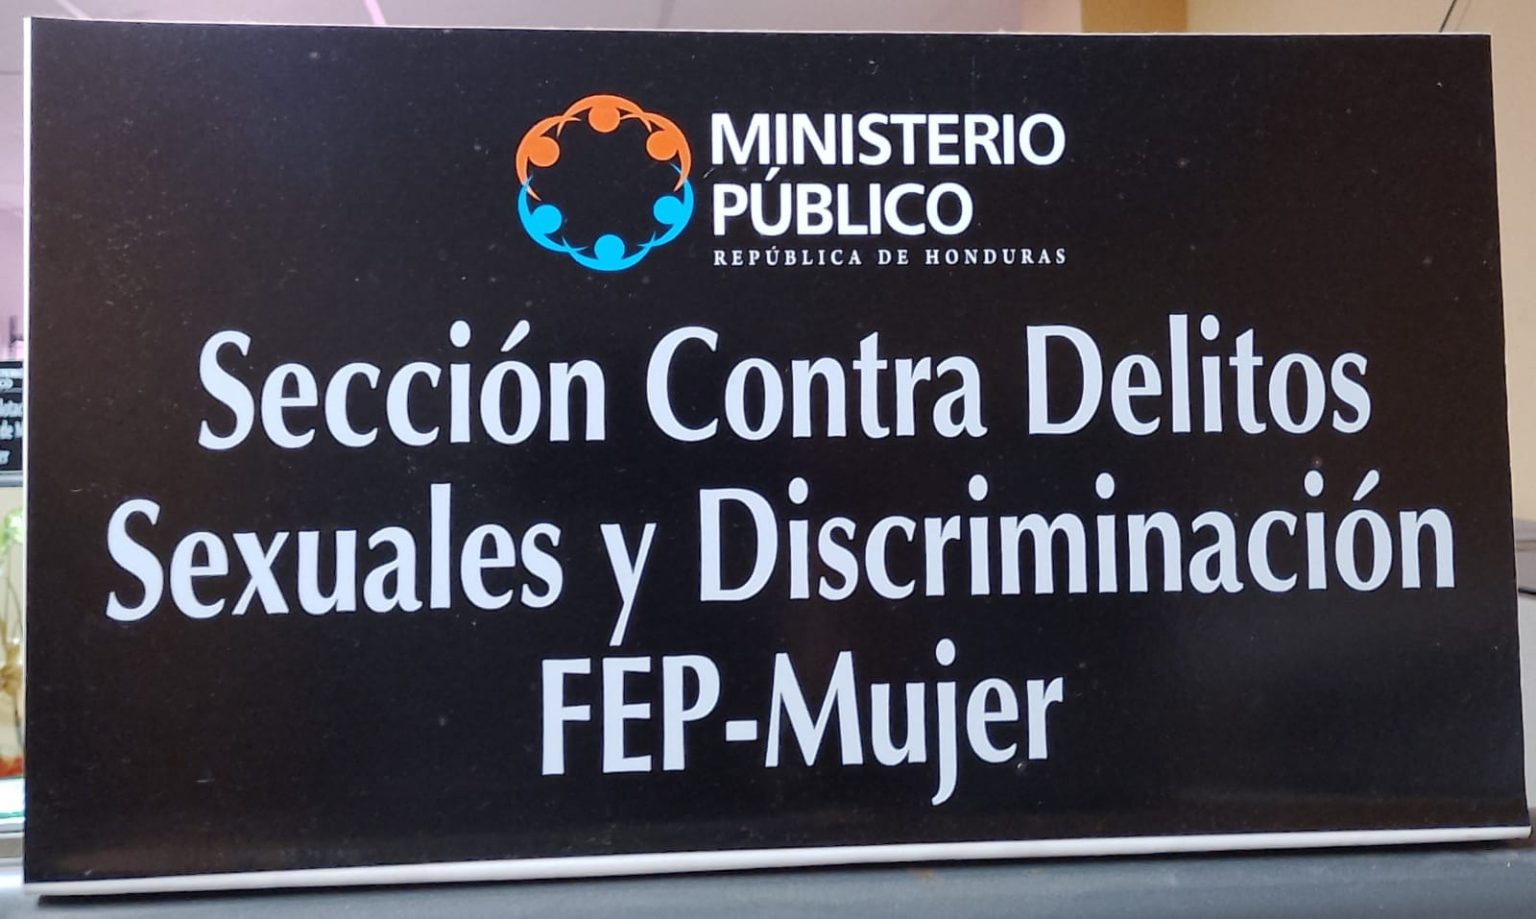 MINISTERIO
PÚBLICO
REPÚBLICA DE HONDURAS
Sección Contra Delitos
Sexuales y Discriminación
FEP-Mujer